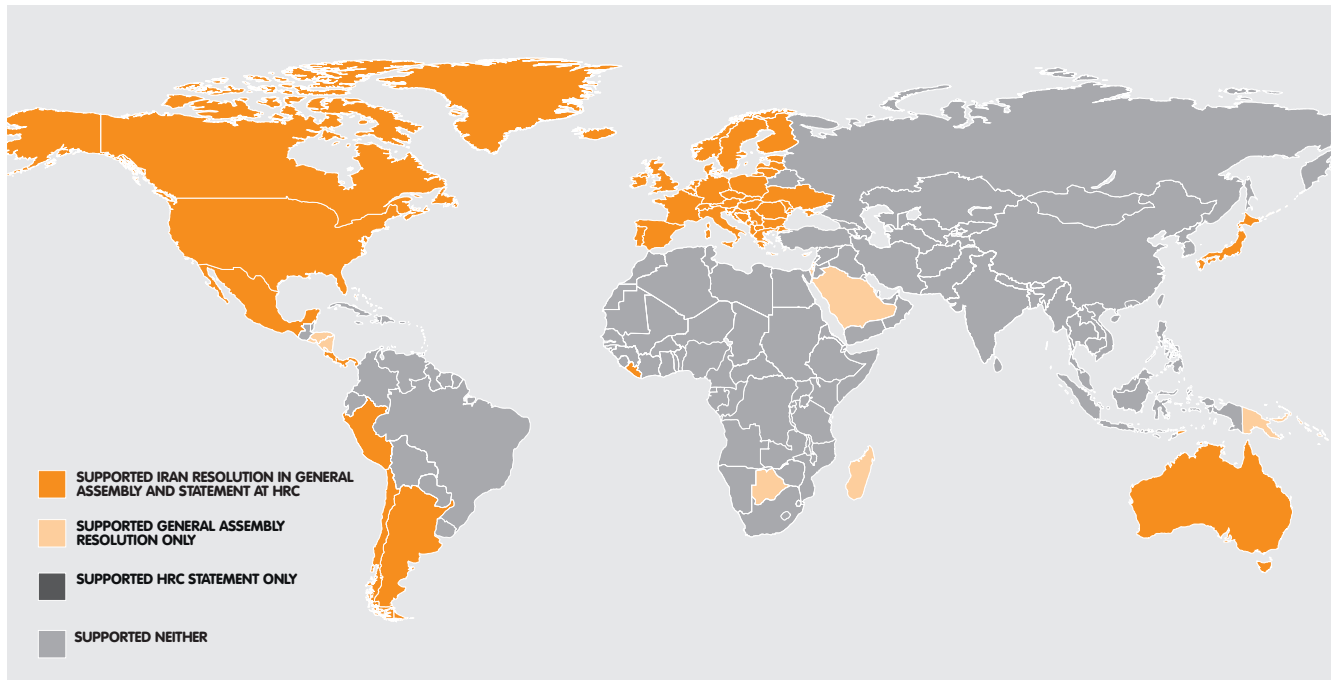 SUPPORTED IRAN RESOLUTION IN GENERAL
ASSEMBLY AND STATEMENT AT HRC
SUPPORTED GENERAL ASSEMBLY
RESOLUTION ONLY
SUPPORTED HRC STATEMENT ONLY
SUPPORTED NEITHER